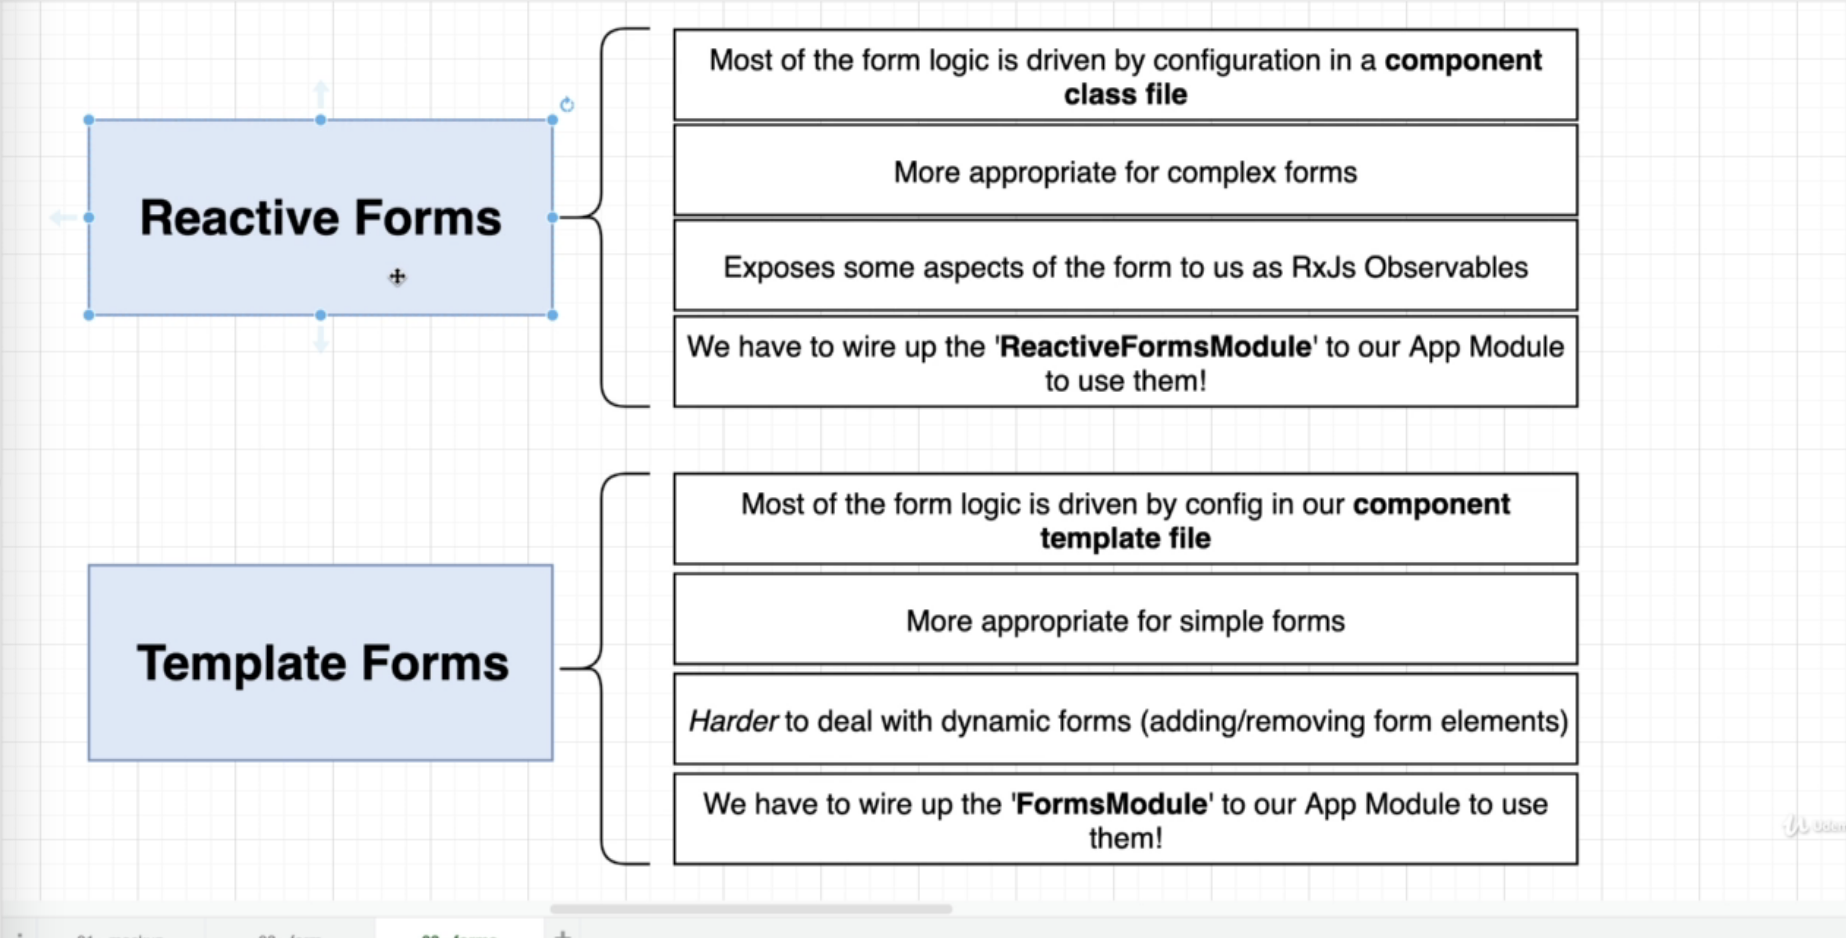 Most of the form logic is driven by configuration in a component
class file
Reactive Forms
More appropriate for complex forms
Exposes some aspects of the form to us as RxJs Observables
We have to wire up the 'ReactiveFormsModule' to our App Module
to use them!
Most of the form logic is driven by config in our component
template file
Template Forms
More appropriate for simple forms
Harder to deal with dynamic forms (adding/removing form elements)
We have to wire up the 'FormsModule' to our App Module to use
them!